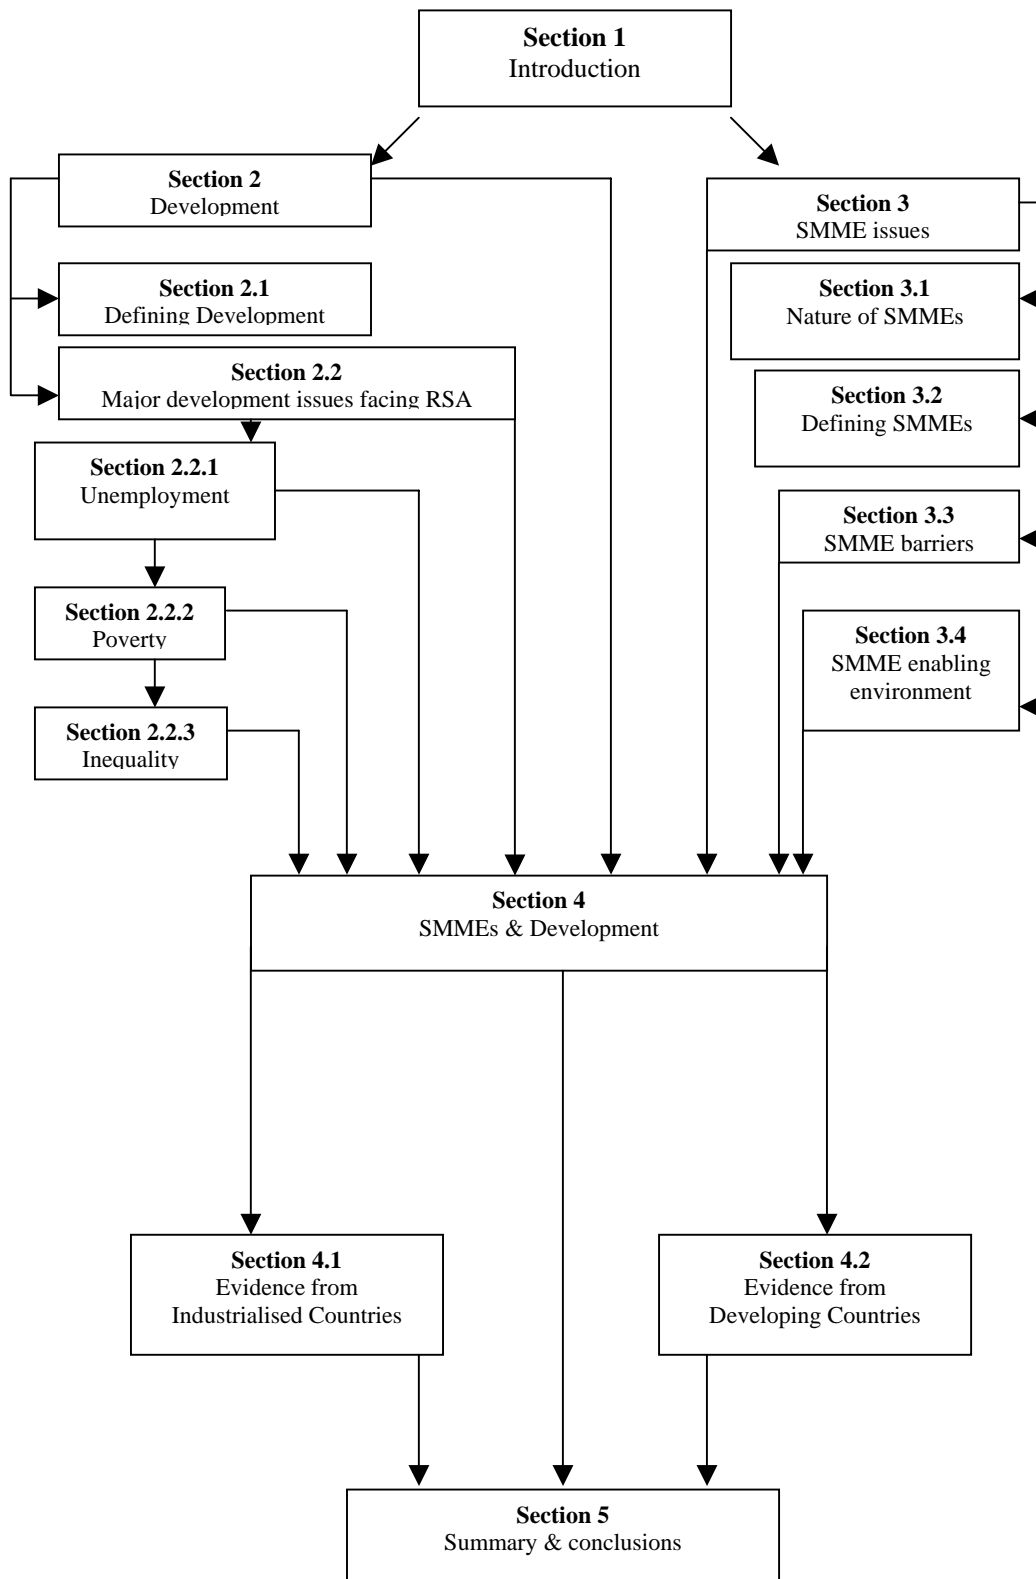 Section 1
Introduction
Section 2
Development
Section 2.1
Defining Development
Section 2.2
Major development issues facing RSA
Section 2.2.1
Unemployment
Section 2.2.2
Poverty
Section 2.2.3
Inequality
Section 3
SMME issues
Section 3.1
Nature of SMMEs
Section 3.2
Defining SMMEs
Section 3.3
SMME barriers
Section 3.4
SMME enabling
environment
Section 4
SMMEs & Development
Section 4.1
Evidence from
Industrialised Countries
Section 4.2
Evidence from
Developing Countries
Section 5
Summary & conclusions